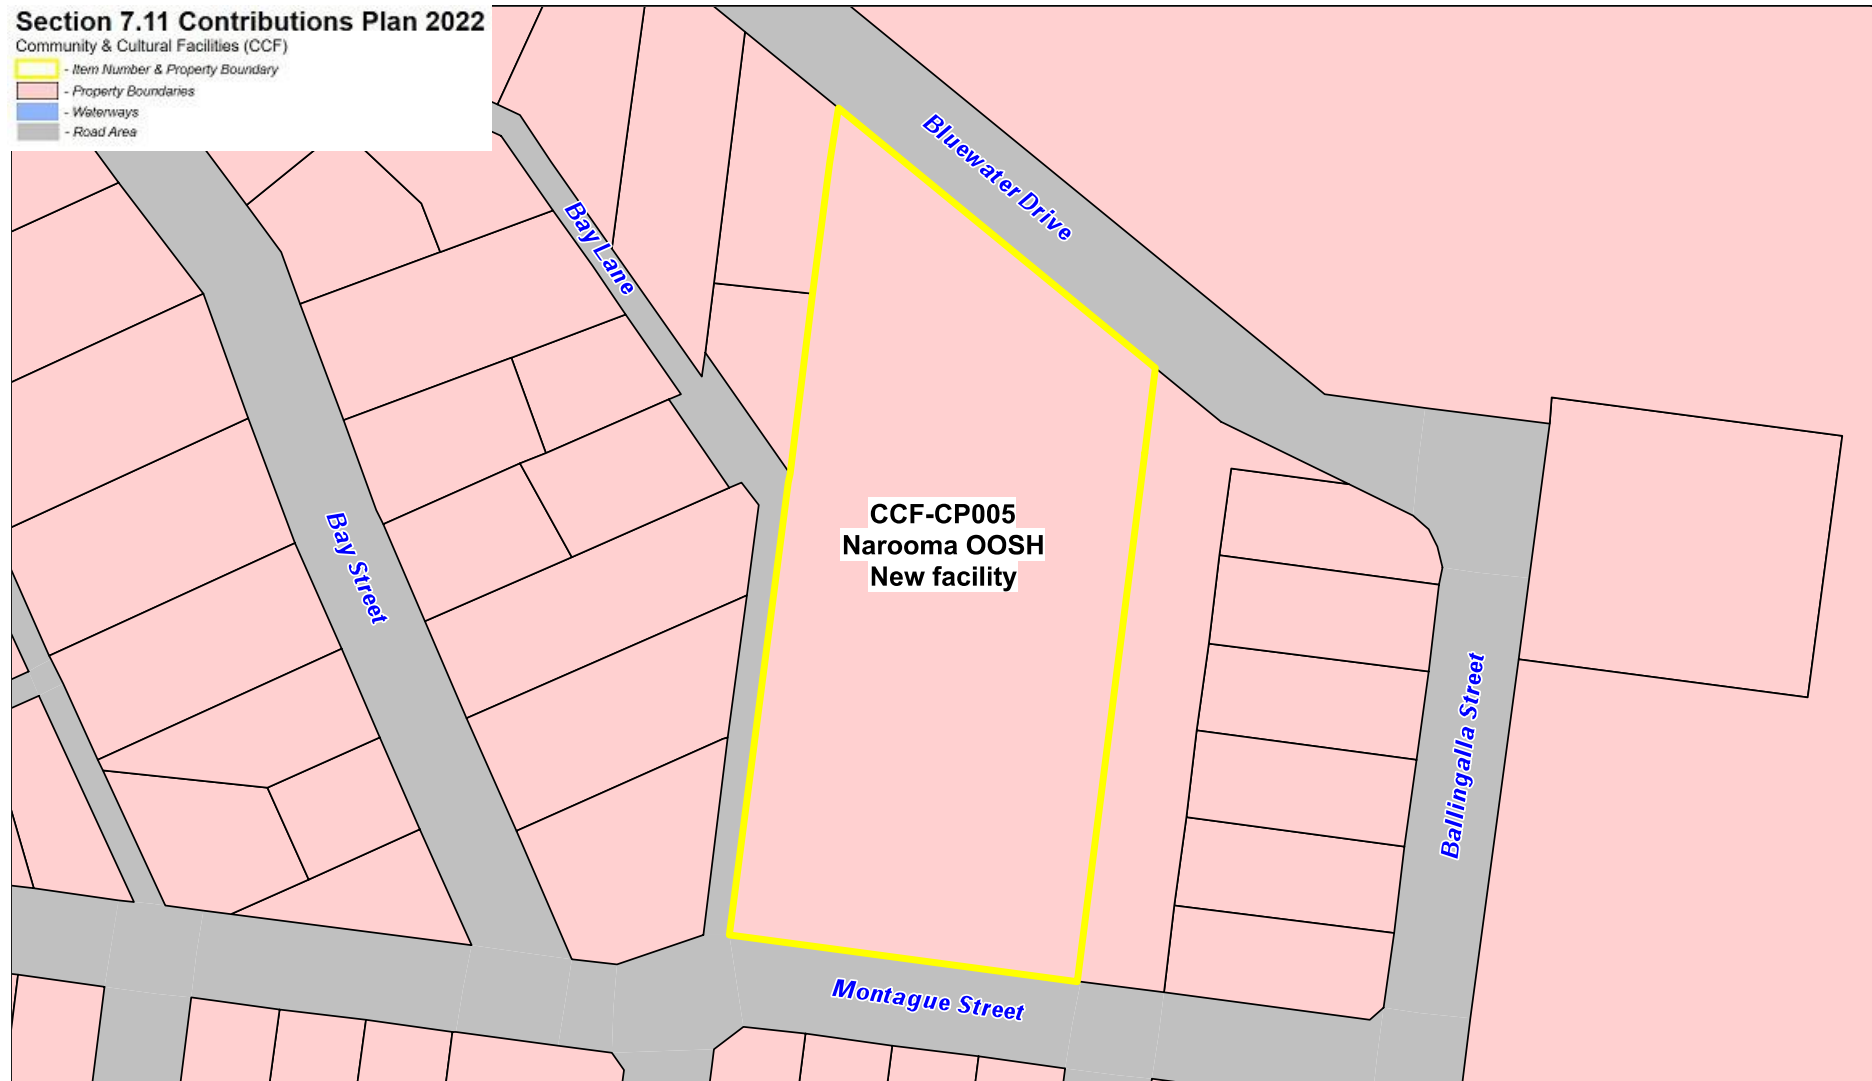 Section 7.11 Contributions Plan 2022
Community & Cultural Facilities (CCF)
- Item Number & Property Boundary
- Property Boundaries
- Waterways
- Road Area
Bluewater Drive
Bay Lane
CCF-CP005
Narooma OOSH
New facility
Bay Street
Ballingalla Street
Montague Street